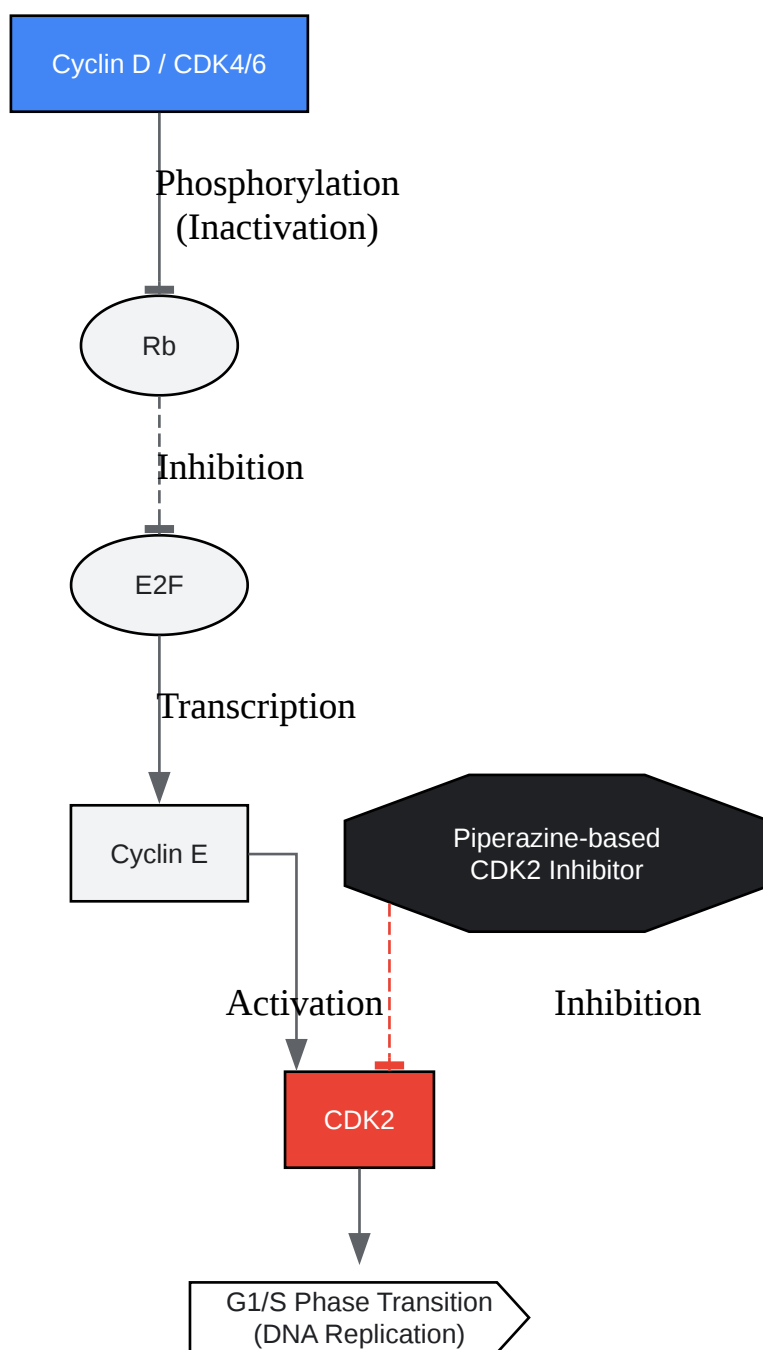 Cyclin D / CDK4/6
Phosphorylation
(Inactivation)
Rb
Inhibition
E2F
Transcription
Cyclin E
Piperazine-based
CDK2 Inhibitor
Activation
Inhibition
CDK2
G1/S Phase Transition
(DNA Replication)